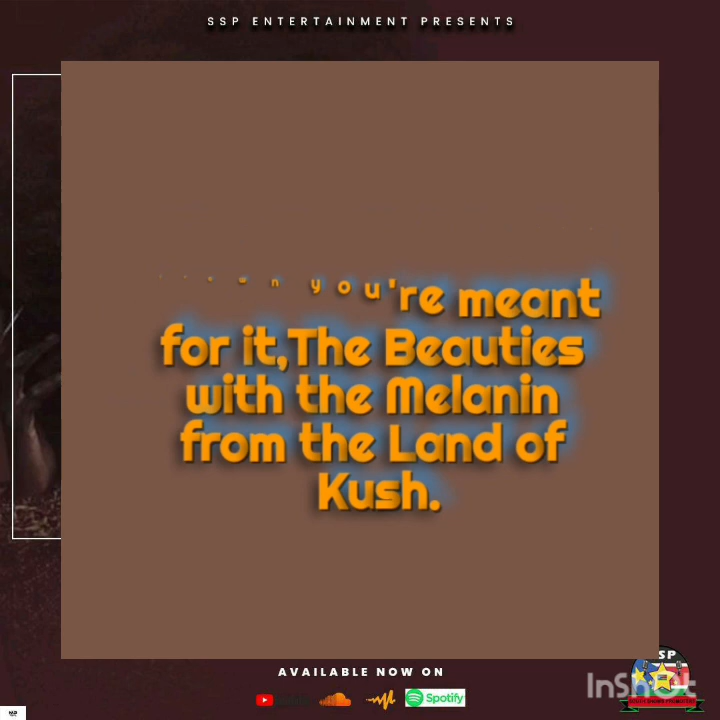 SSP ENTERTAINMENT PRESENTS
you're meant
for it,The Beauties
with the Melanin
from the Land of
Kush.
AVAILABLE NOW ON
Spotify
InShot
SP